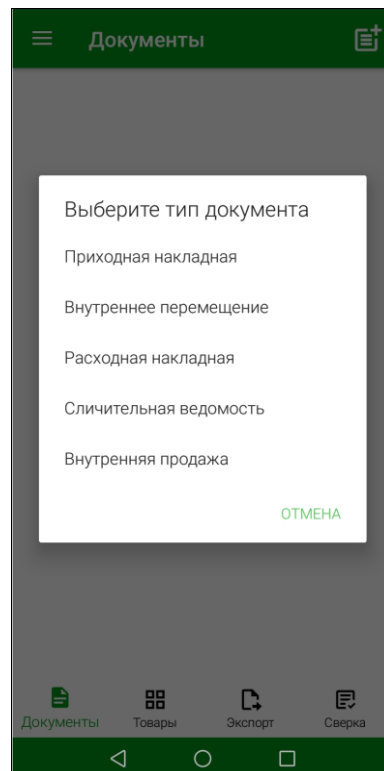 Документы
Выберите тип документа
Приходная накладная
Внутреннее перемещение
Расходная накладная
Сличительная ведомость
Внутренняя продажа
ОТМЕНА
Документы Товары Экспорт Сверка